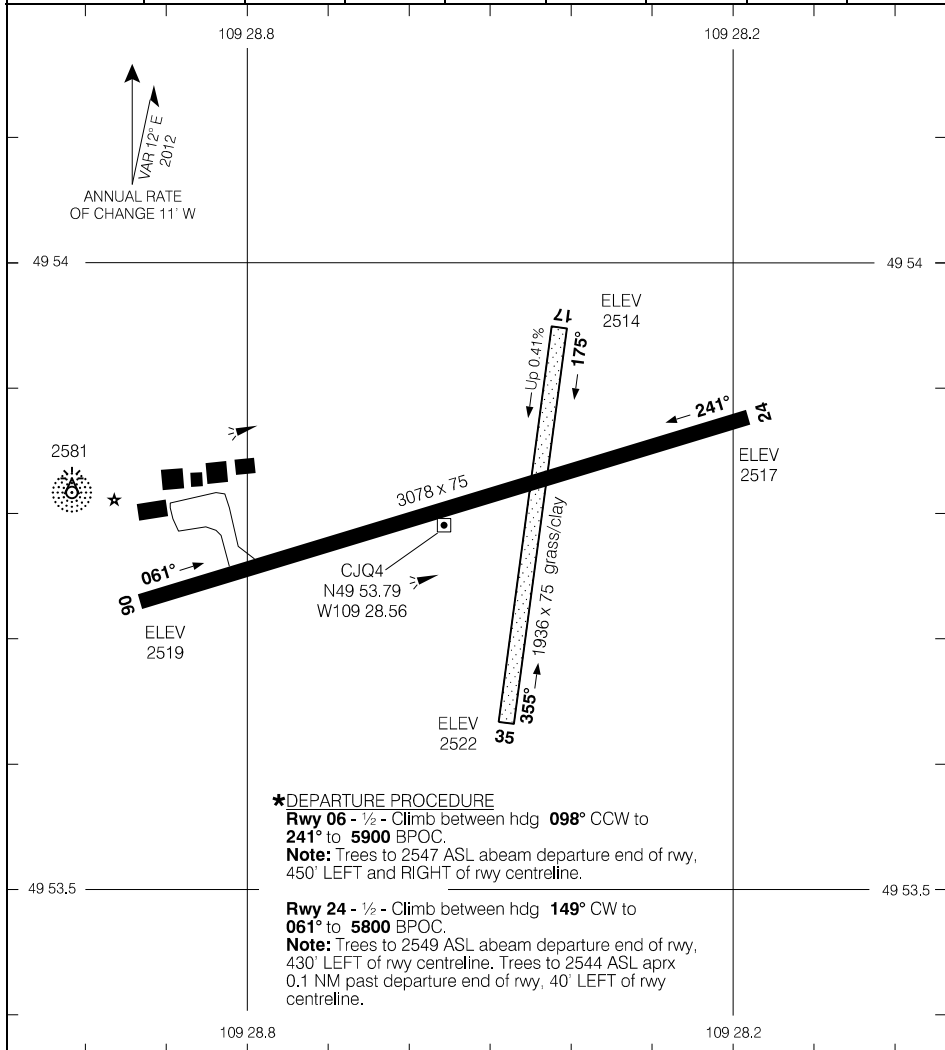 109 28.8
109 28.2
VAR 12° E
2012
ANNUAL RATE
OF CHANGE 11' W
49 54
49 54
ELEV
2514
17
175°
Up 0.41%
241°
24
ELEV
2517
2581
3078 x 75
CJQ4
N49 53.79
W109 28.56
061°
06
ELEV
2519
1936 x 75 grass/clay
355°
35
ELEV
2522
*DEPARTURE PROCEDURE
Rwy 06 - ½ - Climb between hdg 098° CCW to
241° to 5900 BPOC.
Note: Trees to 2547 ASL abeam departure end of rwy,
450' LEFT and RIGHT of rwy centreline.
49 53.5
49 53.5
Rwy 24 - ½ - Climb between hdg 149° CW to
061° to 5800 BPOC.
Note: Trees to 2549 ASL abeam departure end of rwy,
430' LEFT of rwy centreline. Trees to 2544 ASL aprx
0.1 NM past departure end of rwy, 40' LEFT of rwy
centreline.
109 28.8
109 28.2